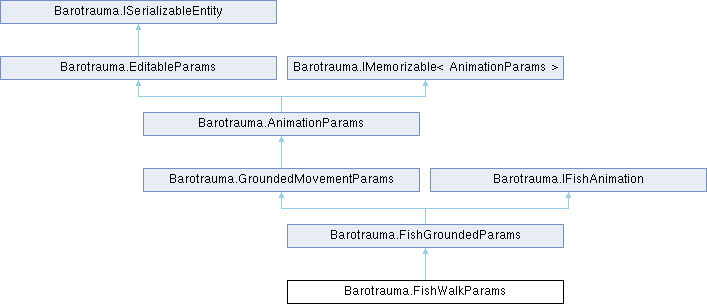 Barotrauma.ISerializableEntity
Barotrauma.EditableParams
Barotrauma.IMemorizable< AnimationParams >
Barotrauma.AnimationParams
Barotrauma.GroundedMovementParams
Barotrauma.IFishAnimation
Barotrauma.FishGroundedParams
Barotrauma.FishWalkParams